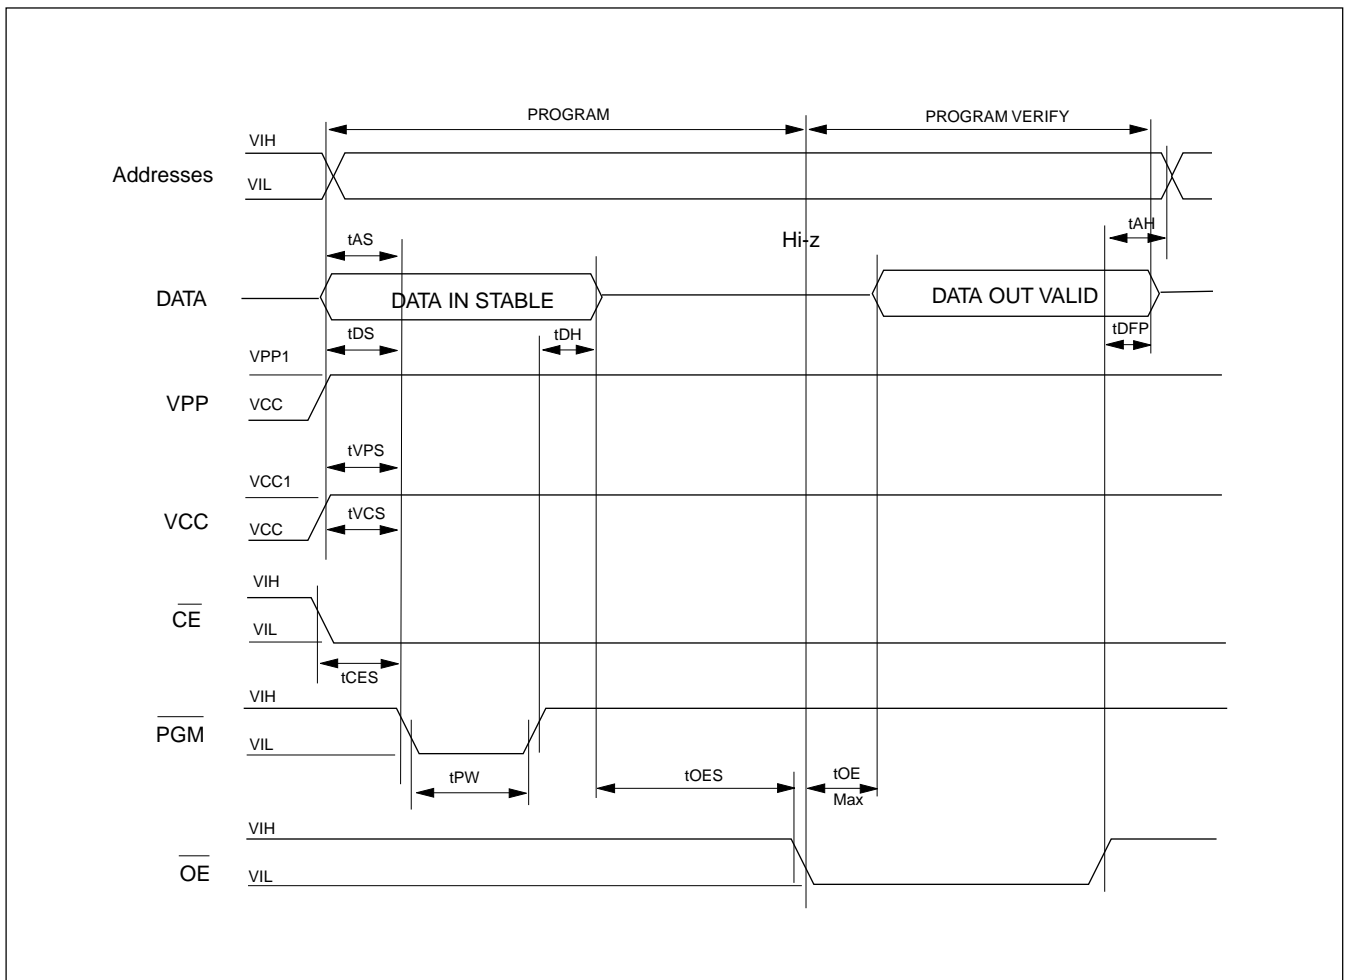 PROGRAM
PROGRAM VERIFY
VIH
Addresses
VIL
tAS
Hi-z
tAH
DATA
DATA IN STABLE
DATA OUT VALID
tDS
tDH
tDFP
VPP1
VPP
VCC
tVPS
VCC1
VCC
tVCS
VCC
VIH
CE
VIL
tCES
VIH
PGM
VIL
tPW
tOES
tOE
Max
VIH
OE
VIL